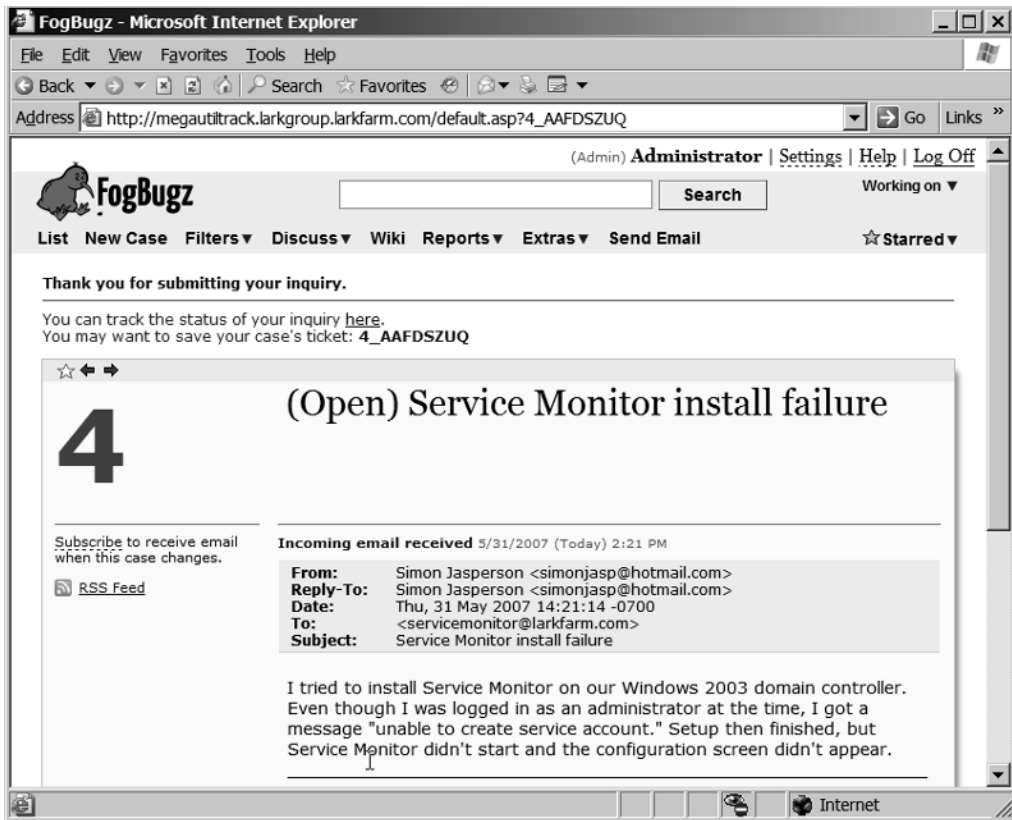 FogBugz - Microsoft Internet Explorer
File Edit View Favorites Tools Help
Back Search Favorites
Address http://megautiltrack.larkgroup.larkfarm.com/default.asp?4_AAFDSZUQ Go Links »
(Admin) Administrator | Settings | Help | Log Off
FogBugz Search Working on ▼
List New Case Filters▼ Discuss▼ Wiki Reports▼ Extras▼ Send Email ☆Starred▼
Thank you for submitting your inquiry.
You can track the status of your inquiry here.
You may want to save your case's ticket: 4_AAFDSZUQ
4
(Open) Service Monitor install failure
Subscribe to receive email
when this case changes.
RSS Feed
Incoming email received 5/31/2007 (Today) 2:21 PM
From: Simon Jasperson <simonjasp@hotmail.com>
Reply-To: Simon Jasperson <simonjasp@hotmail.com>
Date: Thu, 31 May 2007 14:21:14 -0700
To: <servicemonitor@larkfarm.com>
Subject: Service Monitor install failure
I tried to install Service Monitor on our Windows 2003 domain controller.
Even though I was logged in as an administrator at the time, I got a
message "unable to create service account." Setup then finished, but
Service Monitor didn't start and the configuration screen didn't appear.
Internet